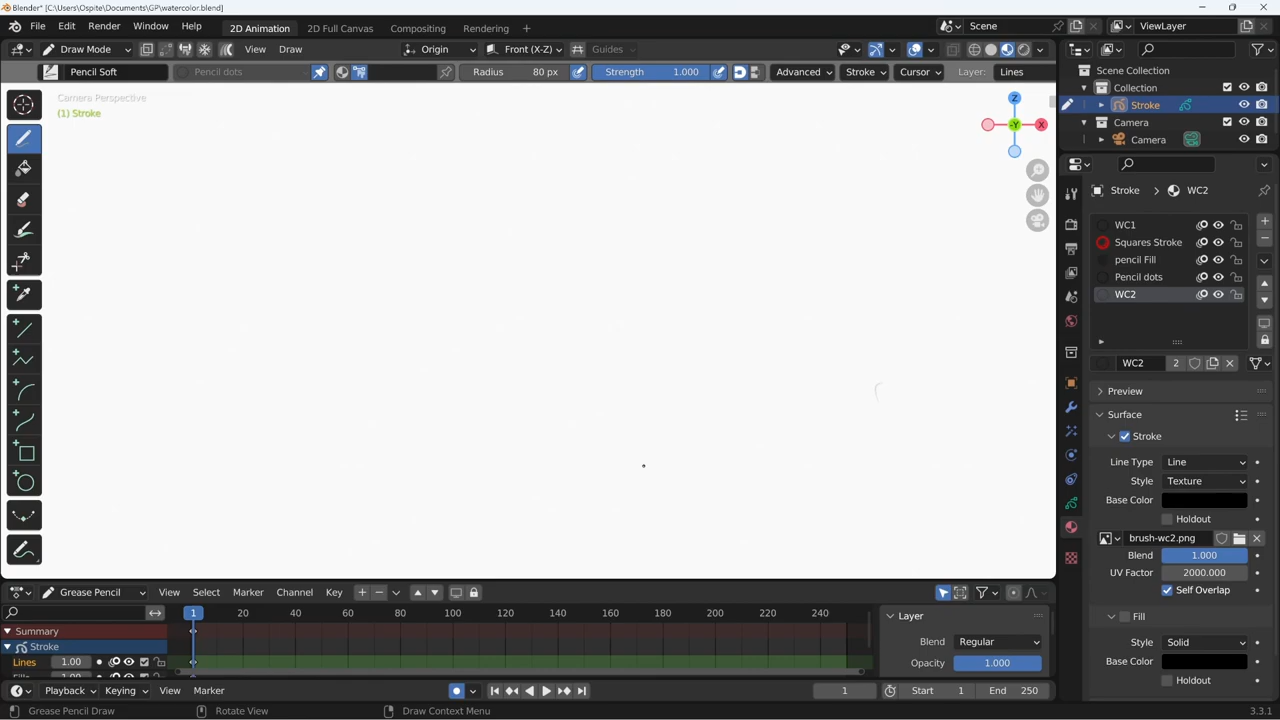 Blender* [C:\Users\Ospite\Documents\GP\watercolor.blend]
File Edit Render Window Help 2D Animation 2D Full Canvas Compositing Rendering + Scene ViewLayer
Draw Mode View Draw Origin Front (X-Z) Guides
Pencil Soft Pencil dots Radius 80 px Strength 1.000 Advanced Stroke Cursor Layer: Lines
Camera Perspective
(1) Stroke
Z
-Y
X
Scene Collection
Collection
Stroke
Camera
Camera
Stroke > WC2
WC1
Squares Stroke
pencil Fill
Pencil dots
WC2
WC2 2
Preview
Surface
Stroke
Line Type Line
Style Texture
Base Color
Holdout
brush-wc2.png
Blend 1.000
UV Factor 2000.000
Self Overlap
Fill
Style Solid
Base Color
Holdout
Grease Pencil View Select Marker Channel Key
1 20 40 60 80 100 120 140 160 180 200 220 240
Summary
Stroke
Lines 1.00
Layer
Blend Regular
Opacity 1.000
Playback Keying View Marker 1 Start 1 End 250
Grease Pencil Draw Rotate View Draw Context Menu 3.3.1